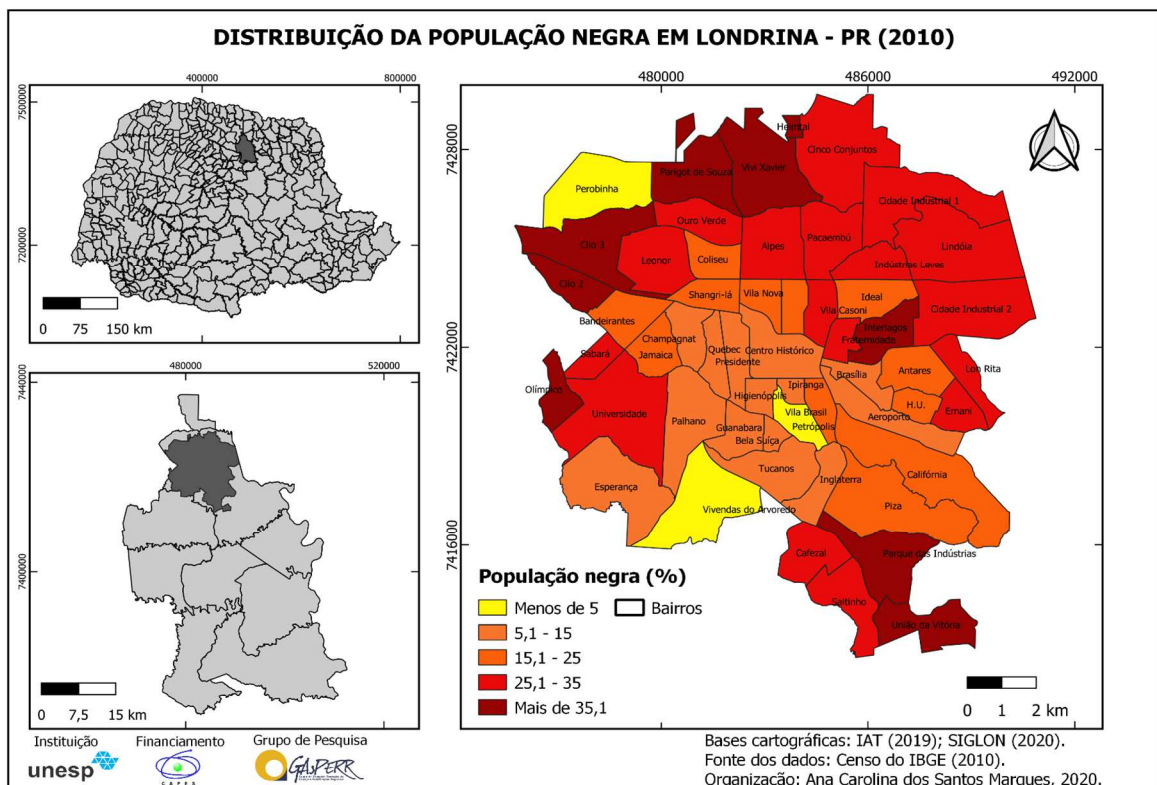 DISTRIBUIÇÃO DA POPULAÇÃO NEGRA EM LONDRINA - PR (2010)
400000
800000
7500000
7200000
0 75 150 km
480000
520000
7440000
7400000
0 7,5 15 km
480000
486000
492000
7428000
7422000
7416000
Heimtal
Cinco Conjuntos
Parigot de Souza
Vivi Xavier
Perobinha
Cidade Industrial 1
Ouro Verde
Cilo 3
Alpes
Pacaembú
Lindóia
Leonor
Coliseu
Indústrias Leves
Cilo 2
Shangri-lá
Vila Nova
Ideal
Vila Casoni
Cidade Industrial 2
Bandeirantes
Interlagos
Fraternidade
Champagnat
Quebec
Centro Histórico
Sabará
Jamaica
Presidente
Brasília
Antares
Lon Rita
Olímpico
Ipiranga
Higienópolis
H.U.
Universidade
Vila Brasil
Aeroporto
Ernani
Palhano
Guanabara
Petrópolis
Bela Suíça
Tucanos
Califórnia
Esperança
Inglaterra
Vivendas do Arvoredo
Piza
Cafezal
Parque das Indústrias
Saltinho
União da Vitória
População negra (%)
Menos de 5
Bairros
5,1 - 15
15,1 - 25
25,1 - 35
Mais de 35,1
0 1 2 km
Instituição
Financiamento
Grupo de Pesquisa
unesp
CAPES
GAsPERR
Bases cartográficas: IAT (2019); SIGLON (2020).
Fonte dos dados: Censo do IBGE (2010).
Organização: Ana Carolina dos Santos Marques, 2020.